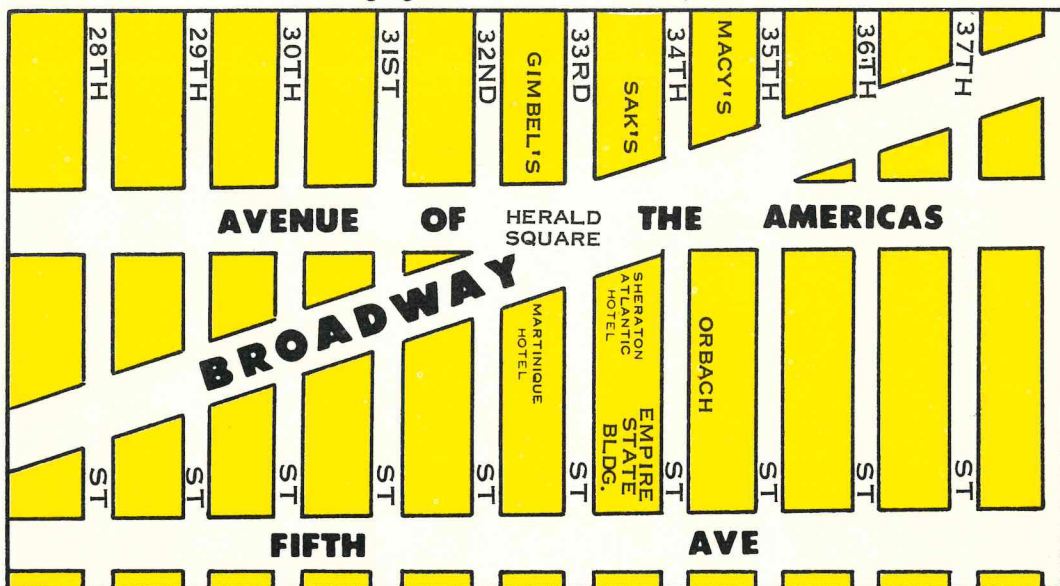 28TH
29TH
30TH
31ST
32ND
GIMBEL'S
33RD
SAK'S
34TH
MACY'S
35TH
36TH
37TH
AVENUE OF THE AMERICAS
HERALD
SQUARE
BROADWAY
MARTINIQUE
HOTEL
SHERATON
ATLANTIC
HOTEL
EMPIRE
STATE
BLDG.
ORBACH
ST
ST
ST
ST
ST
ST
ST
ST
ST
ST
FIFTH AVE